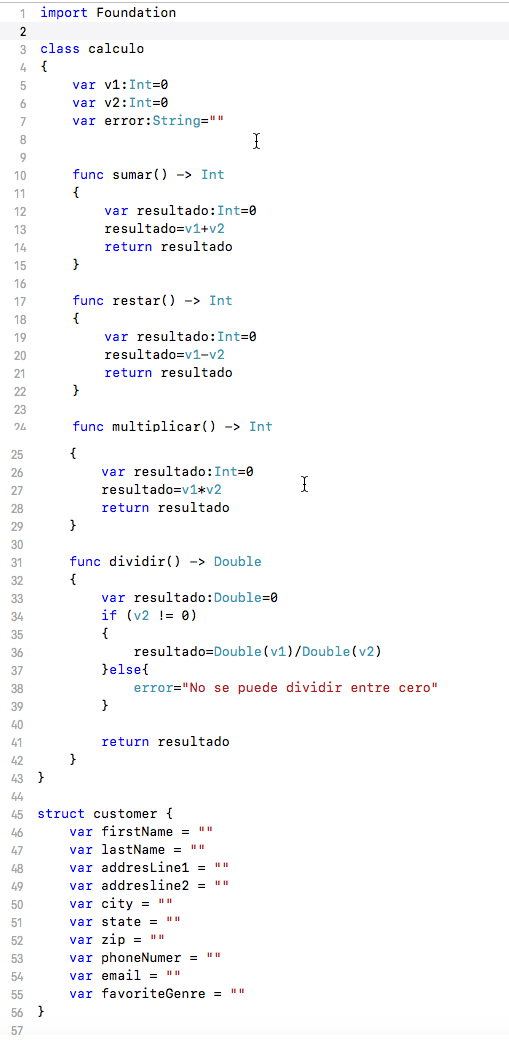 1 import Foundation
2
3 class calculo
4 {
5     var v1:Int=0
6     var v2:Int=0
7     var error:String=""
8
9
10     func sumar() -> Int
11     {
12         var resultado:Int=0
13         resultado=v1+v2
14         return resultado
15     }
16
17     func restar() -> Int
18     {
19         var resultado:Int=0
20         resultado=v1-v2
21         return resultado
22     }
23
24     func multiplicar() -> Int
25     {
26         var resultado:Int=0
27         resultado=v1*v2
28         return resultado
29     }
30
31     func dividir() -> Double
32     {
33         var resultado:Double=0
34         if (v2 != 0)
35         {
36             resultado=Double(v1)/Double(v2)
37         }else{
38             error="No se puede dividir entre cero"
39         }
40
41         return resultado
42     }
43 }
44
45 struct customer {
46     var firstName = ""
47     var lastName = ""
48     var addresLine1 = ""
49     var addresline2 = ""
50     var city = ""
51     var state = ""
52     var zip = ""
53     var phoneNumer = ""
54     var email = ""
55     var favoriteGenre = ""
56 }
57